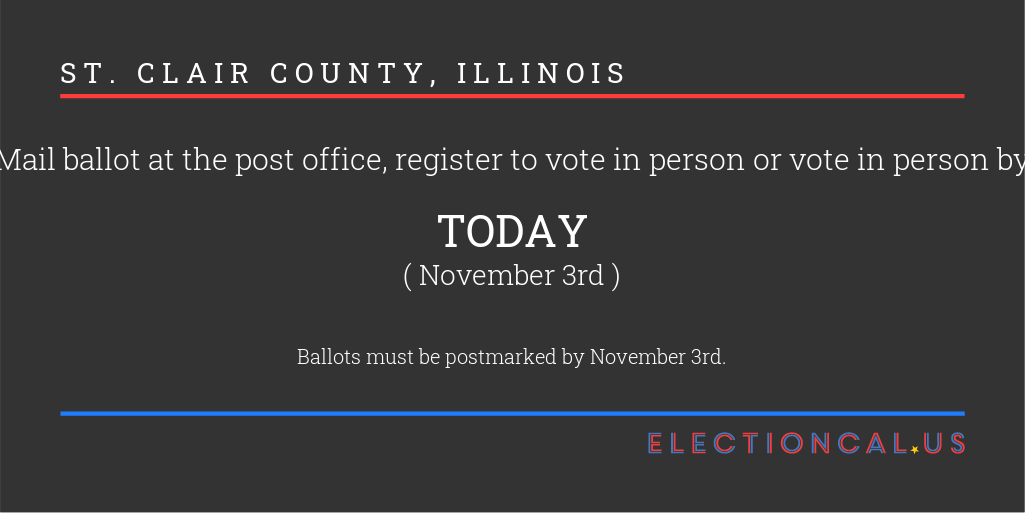 ST. CLAIR COUNTY, ILLINOIS
Mail ballot at the post office, register to vote in person or vote in person by
TODAY
( November 3rd )
Ballots must be postmarked by November 3rd.
ELECTIONCAL.US